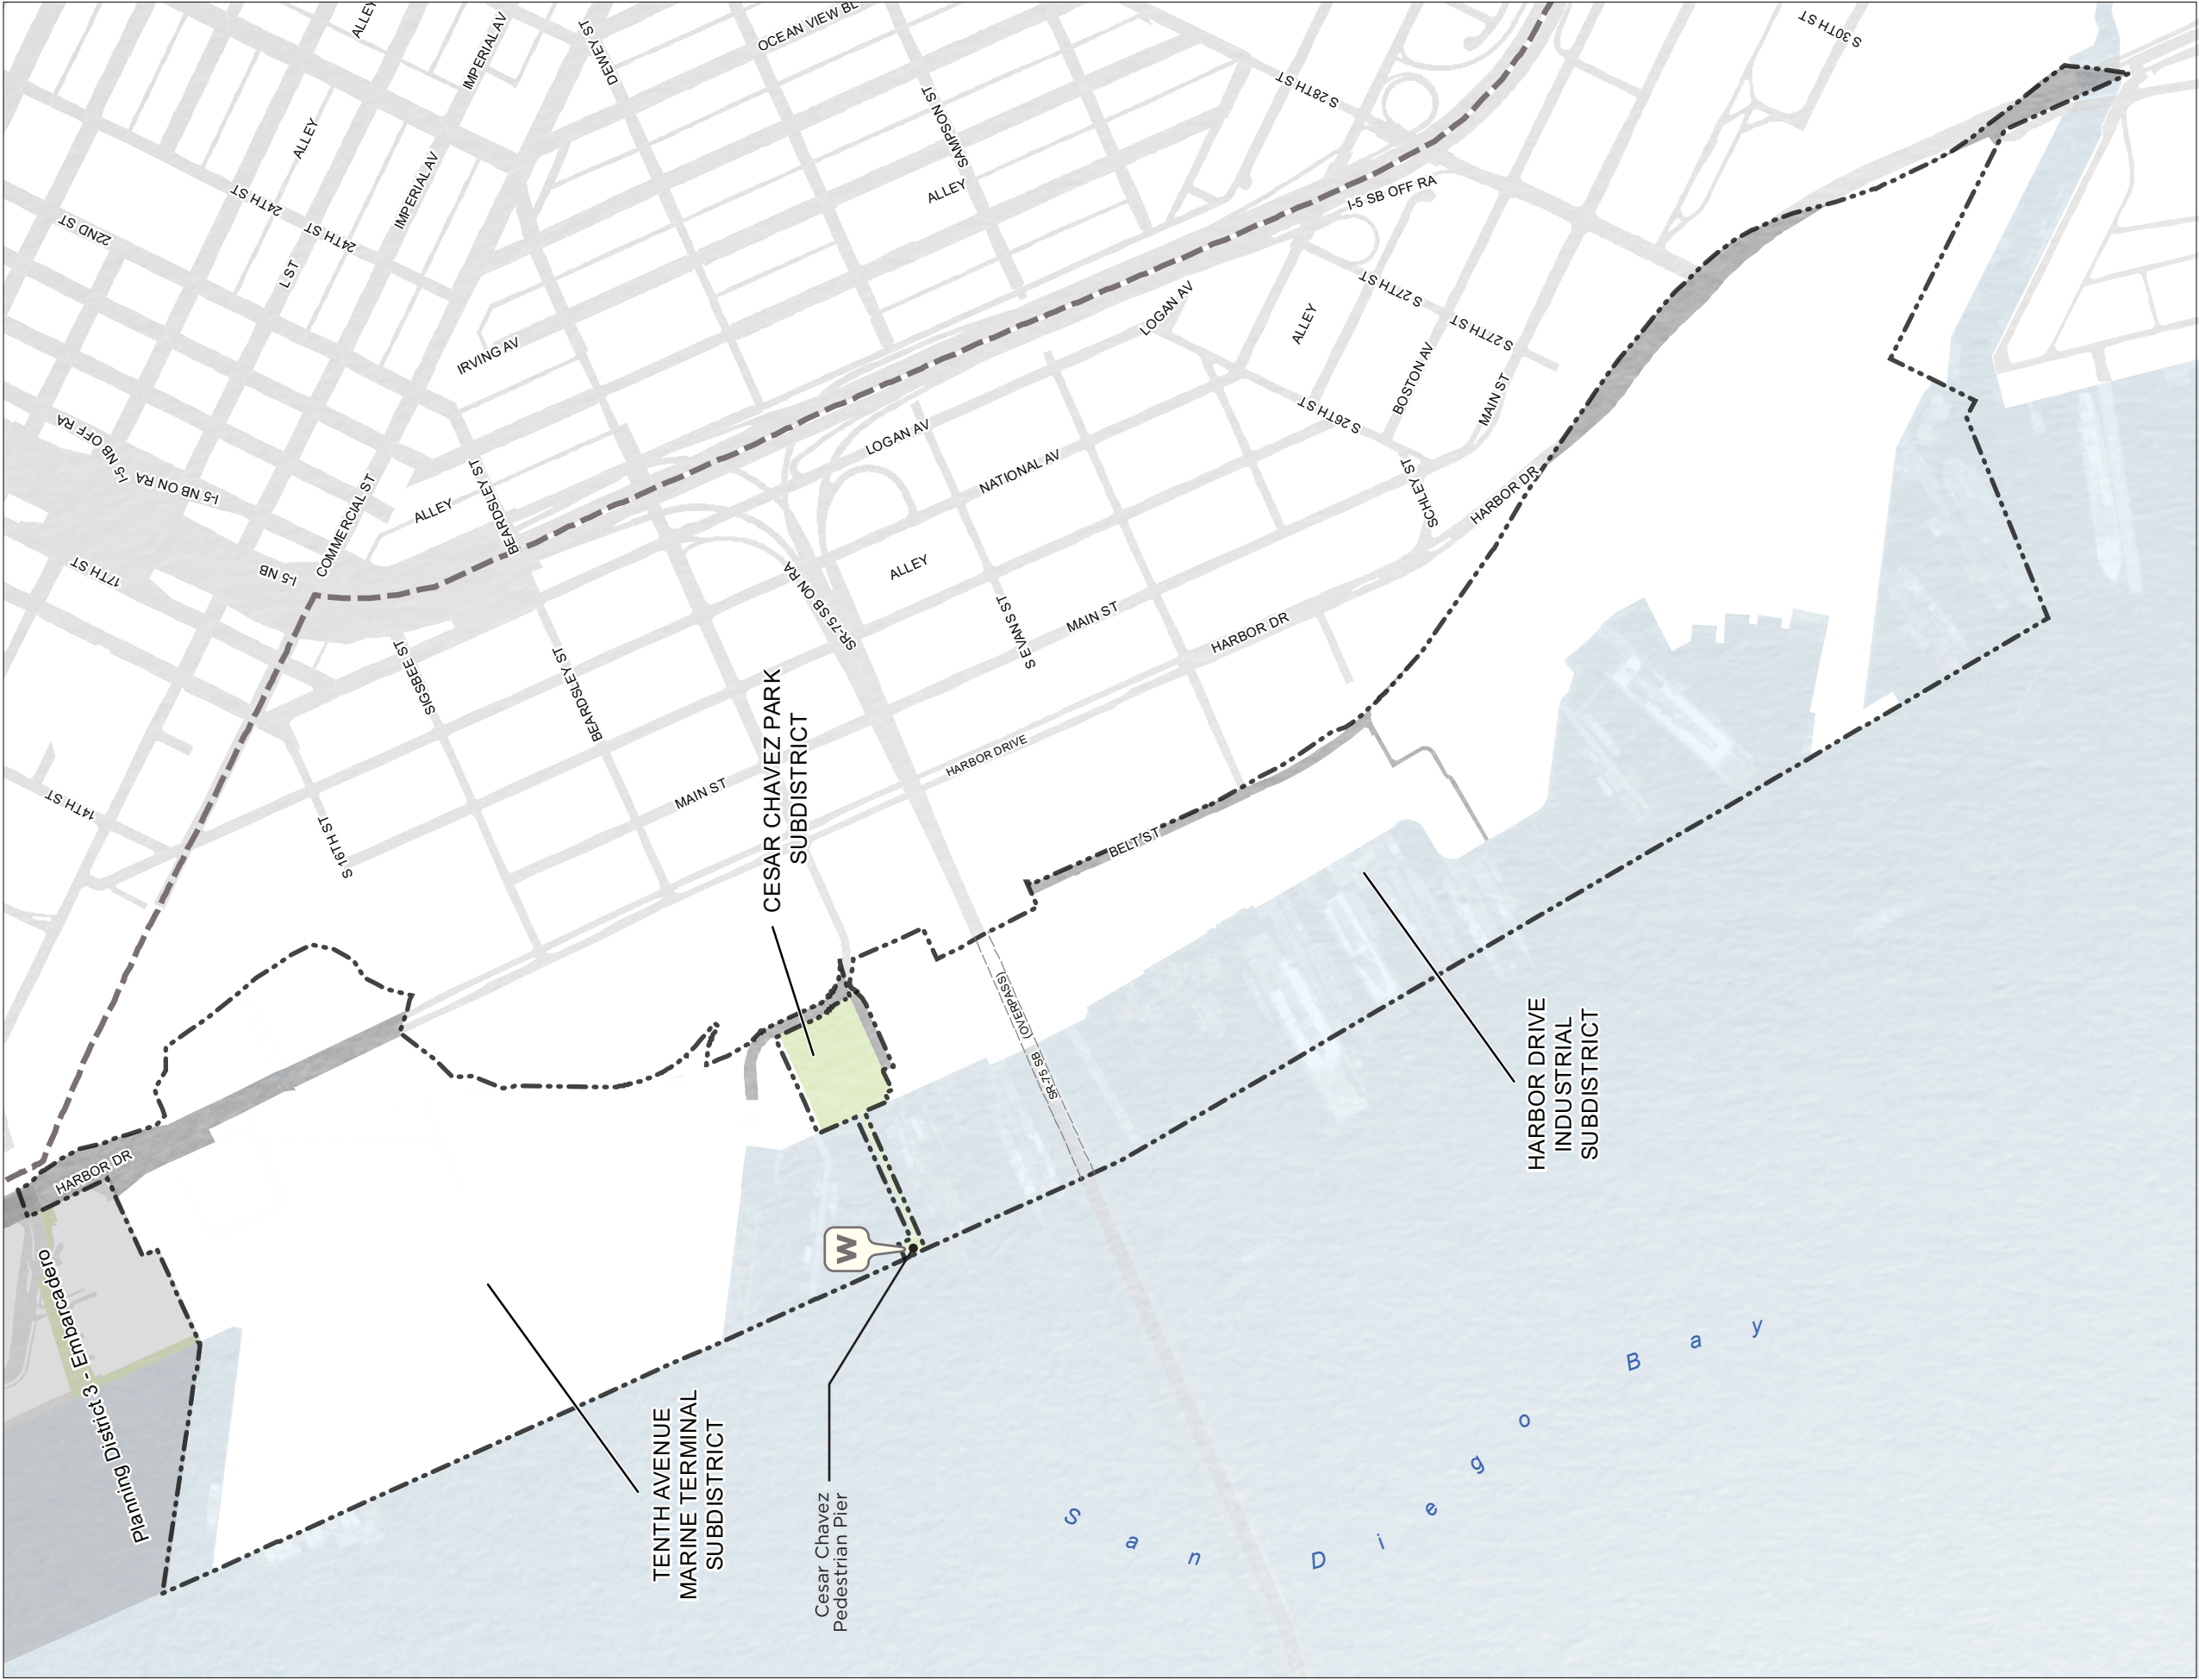 ALLEY
IMPERIAL AV
DEWEY ST
OCEAN VIEW BL
S 30TH ST
S 28TH ST
SAMPSON ST
ALLEY
ALLEY
IMPERIAL AV
24TH ST
24TH ST
22ND ST
L ST
I-5 SB OFF RA
S 27TH ST
S 27TH ST
LOGAN AV
ALLEY
IRVING AV
BOSTON AV
MAIN ST
S 26TH ST
I-5 NB OFF RA
I-5 NB ON RA
LOGAN AV
NATIONAL AV
SCHLEY ST
HARBOR DR
COMMERCIAL ST
ALLEY
BEARDSLEY ST
17TH ST
I-5 NB
SR-75 SB ON RA
ALLEY
S EVANS ST
MAIN ST
HARBOR DR
SIGSBEE ST
BEARDSLEY ST
HARBOR DRIVE
MAIN ST
14TH ST
S 16TH ST
BELT ST
CESAR CHAVEZ PARK
SUBDISTRICT
SR-75 SB (OVERPASS)
HARBOR DR
Planning District 3 - Embarcadero
W
HARBOR DRIVE
INDUSTRIAL
SUBDISTRICT
TENTH AVENUE
MARINE TERMINAL
SUBDISTRICT
Cesar Chavez
Pedestrian Pier
San Diego Bay